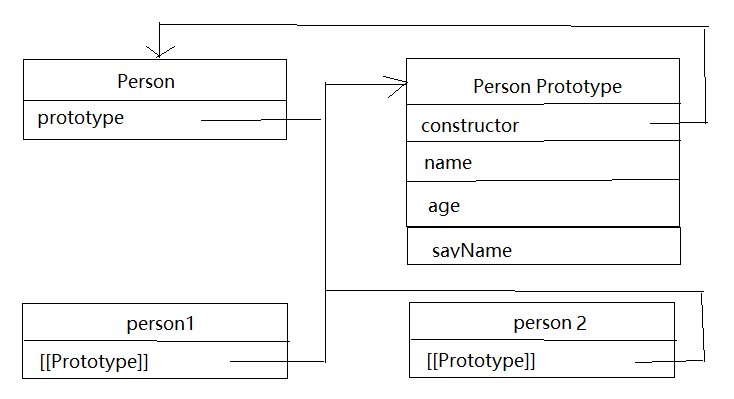 Person
prototype
Person Prototype
constructor
name
age
sayName
person1
[[Prototype]]
person 2
[[Prototype]]